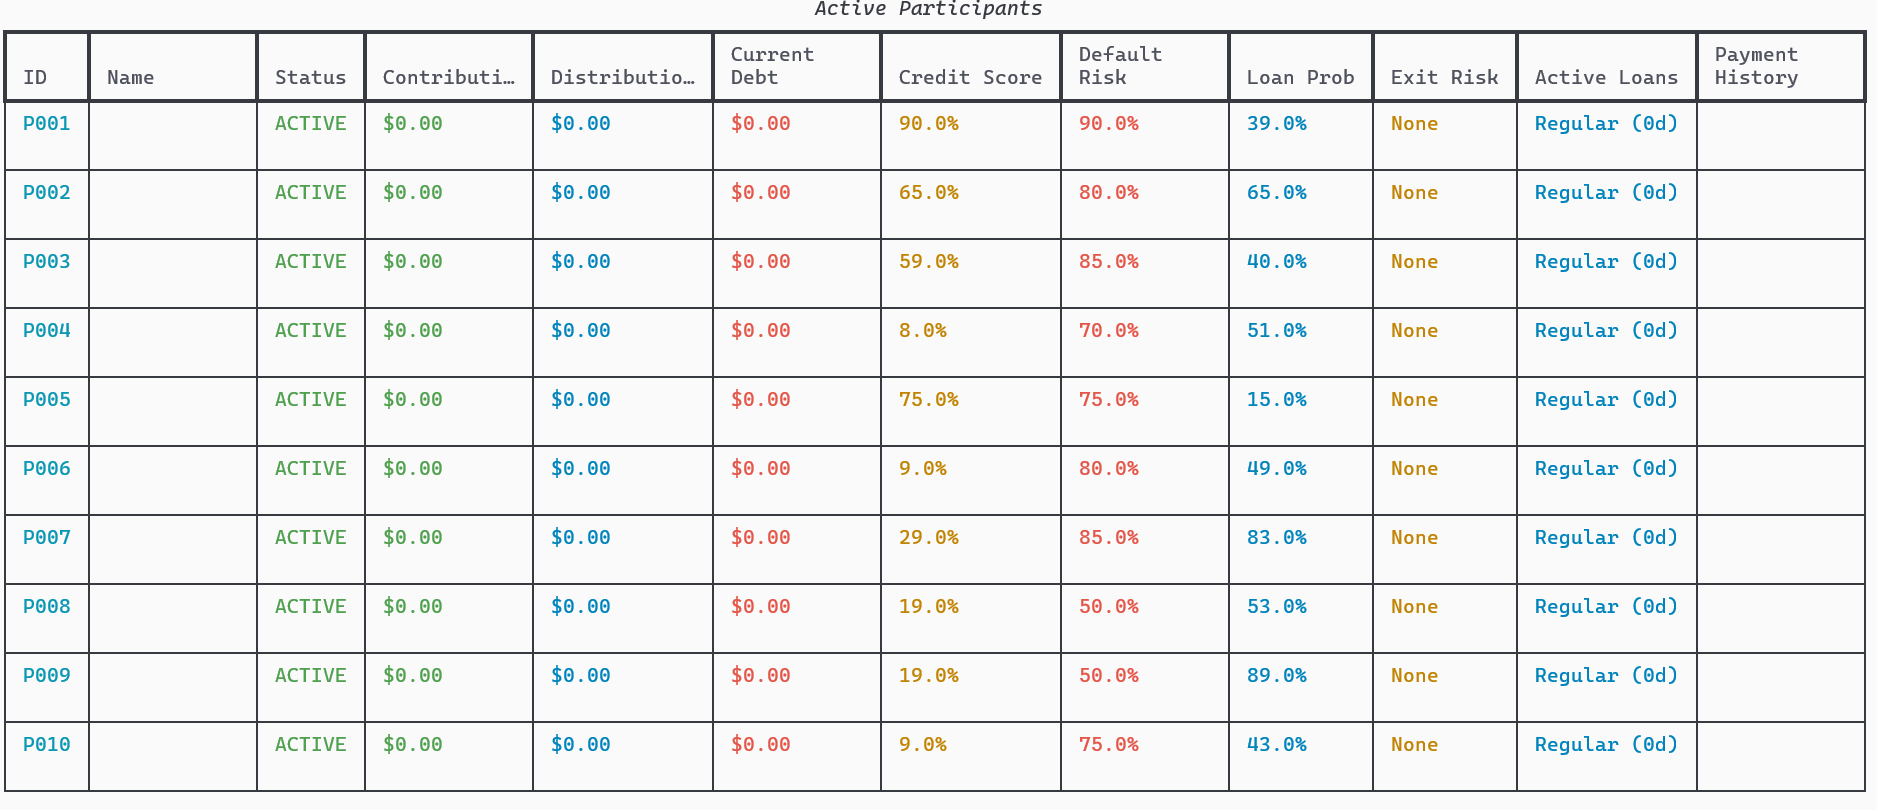 Active Participants
ID Name Status Contributi… Distributio… Current Debt Credit Score Default Risk Loan Prob Exit Risk Active Loans Payment History
P001 ACTIVE $0.00 $0.00 $0.00 90.0% 90.0% 39.0% None Regular (0d)
P002 ACTIVE $0.00 $0.00 $0.00 65.0% 80.0% 65.0% None Regular (0d)
P003 ACTIVE $0.00 $0.00 $0.00 59.0% 85.0% 40.0% None Regular (0d)
P004 ACTIVE $0.00 $0.00 $0.00 8.0% 70.0% 51.0% None Regular (0d)
P005 ACTIVE $0.00 $0.00 $0.00 75.0% 75.0% 15.0% None Regular (0d)
P006 ACTIVE $0.00 $0.00 $0.00 9.0% 80.0% 49.0% None Regular (0d)
P007 ACTIVE $0.00 $0.00 $0.00 29.0% 85.0% 83.0% None Regular (0d)
P008 ACTIVE $0.00 $0.00 $0.00 19.0% 50.0% 53.0% None Regular (0d)
P009 ACTIVE $0.00 $0.00 $0.00 19.0% 50.0% 89.0% None Regular (0d)
P010 ACTIVE $0.00 $0.00 $0.00 9.0% 75.0% 43.0% None Regular (0d)